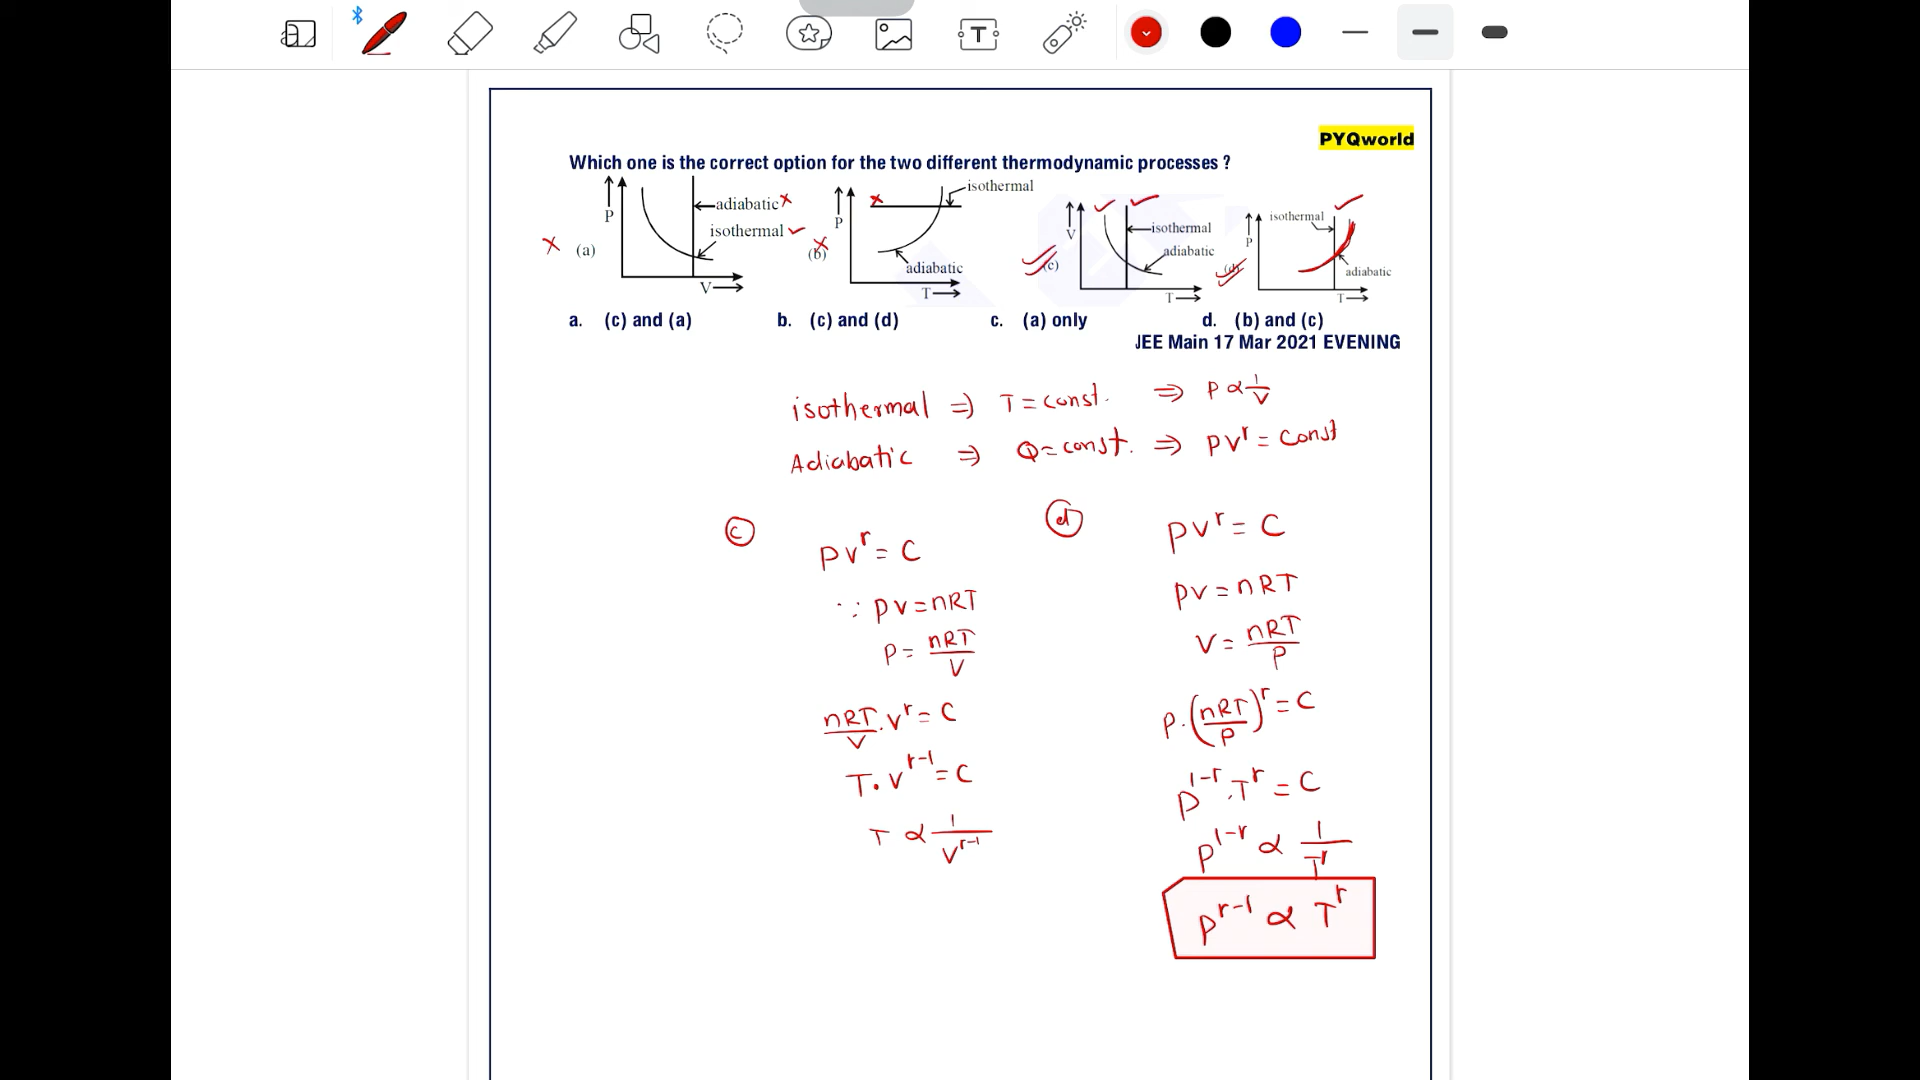 PYQworld
Which one is the correct option for the two different thermodynamic processes ?
(a) P V adiabatic × isothermal ✓ ×
(b) P T isothermal adiabatic × ×
(c) V T isothermal adiabatic ✓ ✓
(d) P T isothermal adiabatic ✓
a. (c) and (a) b. (c) and (d) c. (a) only d. (b) and (c)
JEE Main 17 Mar 2021 EVENING
isothermal ⇒ T = const. ⇒ P ∝ 1/V
Adiabatic ⇒ Q = const. ⇒ PV^r = const
(c)
PV^r = C
∵ PV = nRT
P = nRT/V
nRT/V . V^r = C
T . V^(r-1) = C
T ∝ 1/V^(r-1)
(d)
PV^r = C
PV = nRT
V = nRT/P
P . (nRT/P)^r = C
P^(1-r) . T^r = C
P^(1-r) ∝ 1/T^r
P^(r-1) ∝ T^r